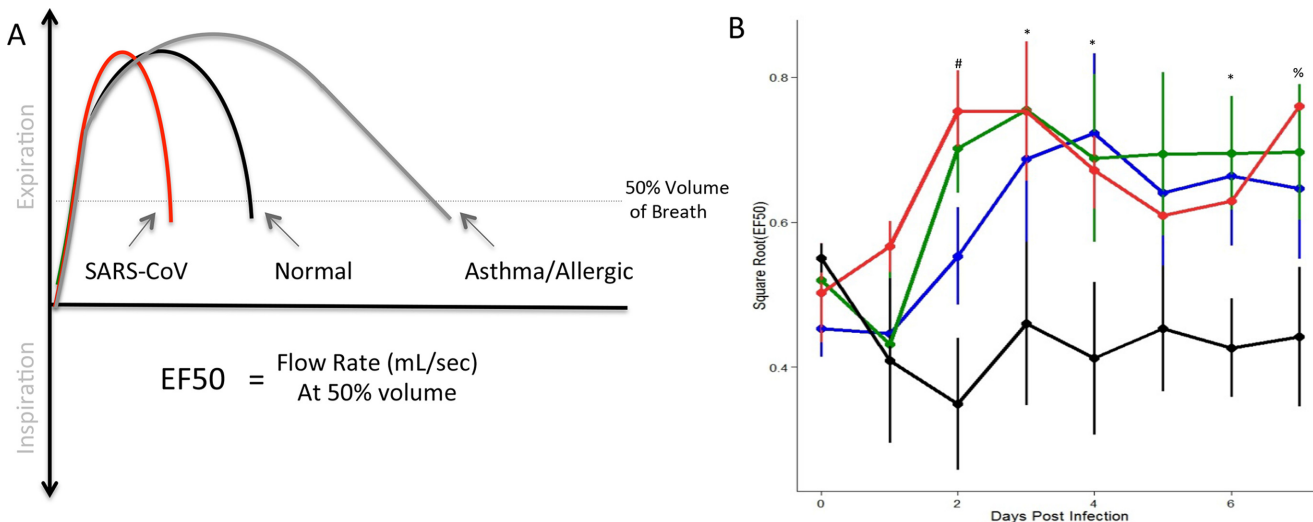 A
Expiration
Inspiration
50% Volume
of Breath
SARS-CoV
Normal
Asthma/Allergic
EF50 = Flow Rate (mL/sec)
At 50% volume
B
Square Root(EF50)
0.8
0.6
0.4
#
*
*
*
%
0
2
4
6
Days Post Infection